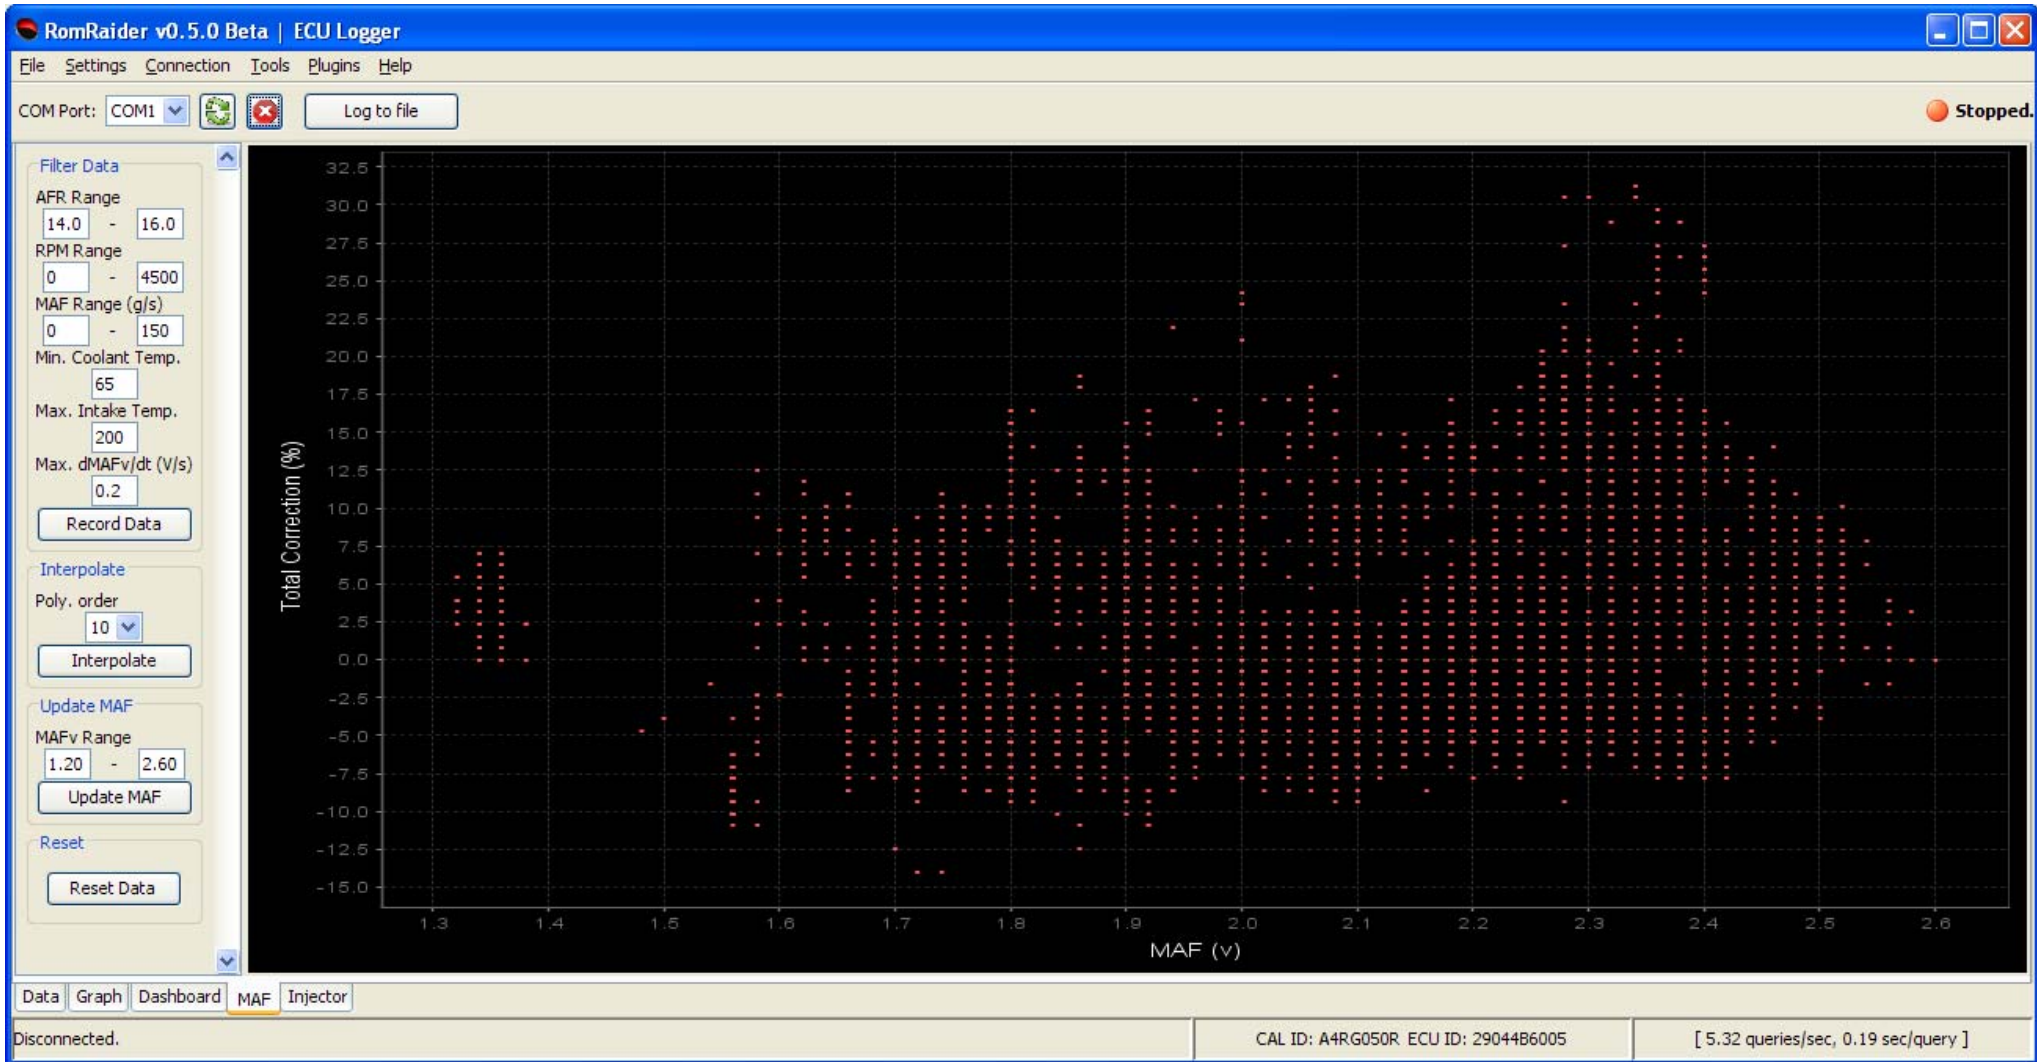 RomRaider v0.5.0 Beta | ECU Logger
File Settings Connection Tools Plugins Help
COM Port: COM1 Log to file Stopped.
Filter Data
AFR Range
14.0 - 16.0
RPM Range
0 - 4500
MAF Range (g/s)
0 - 150
Min. Coolant Temp.
65
Max. Intake Temp.
200
Max. dMAFv/dt (V/s)
0.2
Record Data
Interpolate
Poly. order
10
Interpolate
Update MAF
MAFv Range
1.20 - 2.60
Update MAF
Reset
Reset Data
Total Correction (%)
32.5
30.0
27.5
25.0
22.5
20.0
17.5
15.0
12.5
10.0
7.5
5.0
2.5
0.0
-2.5
-5.0
-7.5
-10.0
-12.5
-15.0
1.3 1.4 1.5 1.6 1.7 1.8 1.9 2.0 2.1 2.2 2.3 2.4 2.5 2.6
MAF (v)
Data Graph Dashboard MAF Injector
Disconnected. CAL ID: A4RG050R ECU ID: 29044B6005 [ 5.32 queries/sec, 0.19 sec/query ]